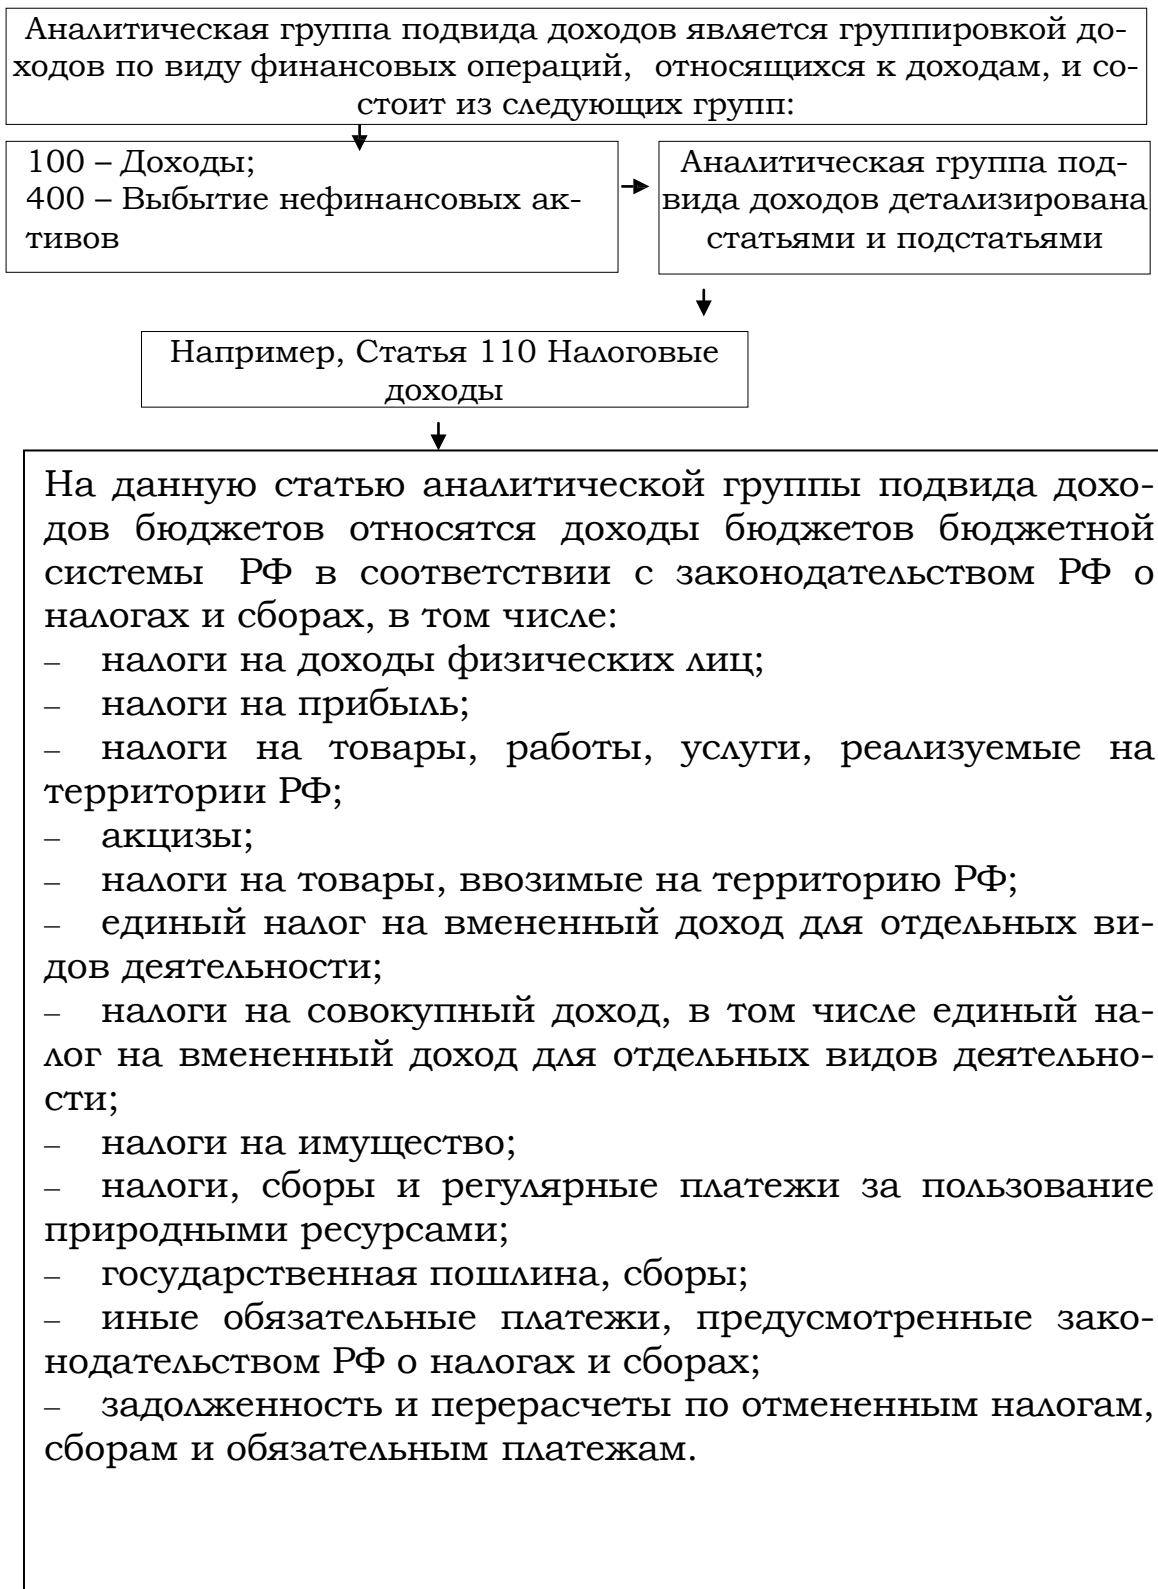 Аналитическая группа подвида доходов является группировкой до-
ходов по виду финансовых операций, относящихся к доходам, и со-
стоит из следующих групп:
100 – Доходы;
400 – Выбытие нефинансовых ак-
тивов
Аналитическая группа под-
вида доходов детализирована
статьями и подстатьями
Например, Статья 110 Налоговые
доходы
На данную статью аналитической группы подвида дохо-
дов бюджетов относятся доходы бюджетов бюджетной
системы РФ в соответствии с законодательством РФ о
налогах и сборах, в том числе:
– налоги на доходы физических лиц;
– налоги на прибыль;
– налоги на товары, работы, услуги, реализуемые на
территории РФ;
– акцизы;
– налоги на товары, ввозимые на территорию РФ;
– единый налог на вмененный доход для отдельных ви-
дов деятельности;
– налоги на совокупный доход, в том числе единый на-
лог на вмененный доход для отдельных видов деятельно-
сти;
– налоги на имущество;
– налоги, сборы и регулярные платежи за пользование
природными ресурсами;
– государственная пошлина, сборы;
– иные обязательные платежи, предусмотренные зако-
нодательством РФ о налогах и сборах;
– задолженность и перерасчеты по отмененным налогам,
сборам и обязательным платежам.